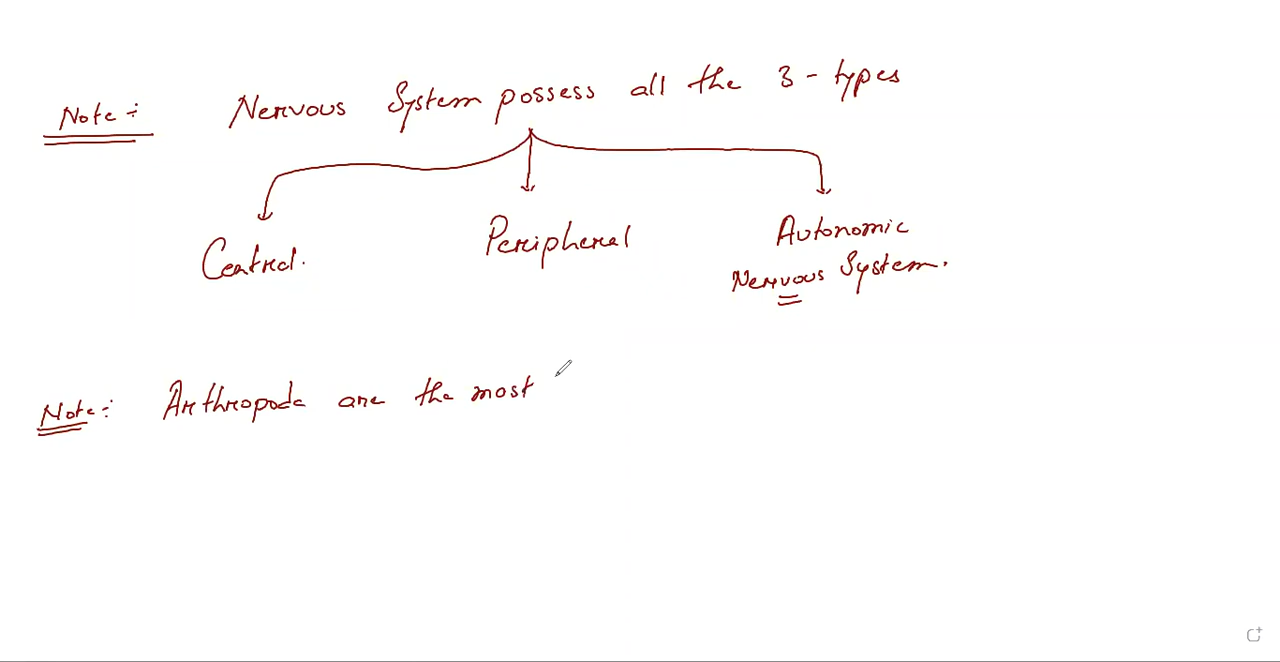 Note :- Nervous System possess all the 3 - types
Central. Peripheral Autonomic
Nervous System.
Note :- Arthropoda are the most